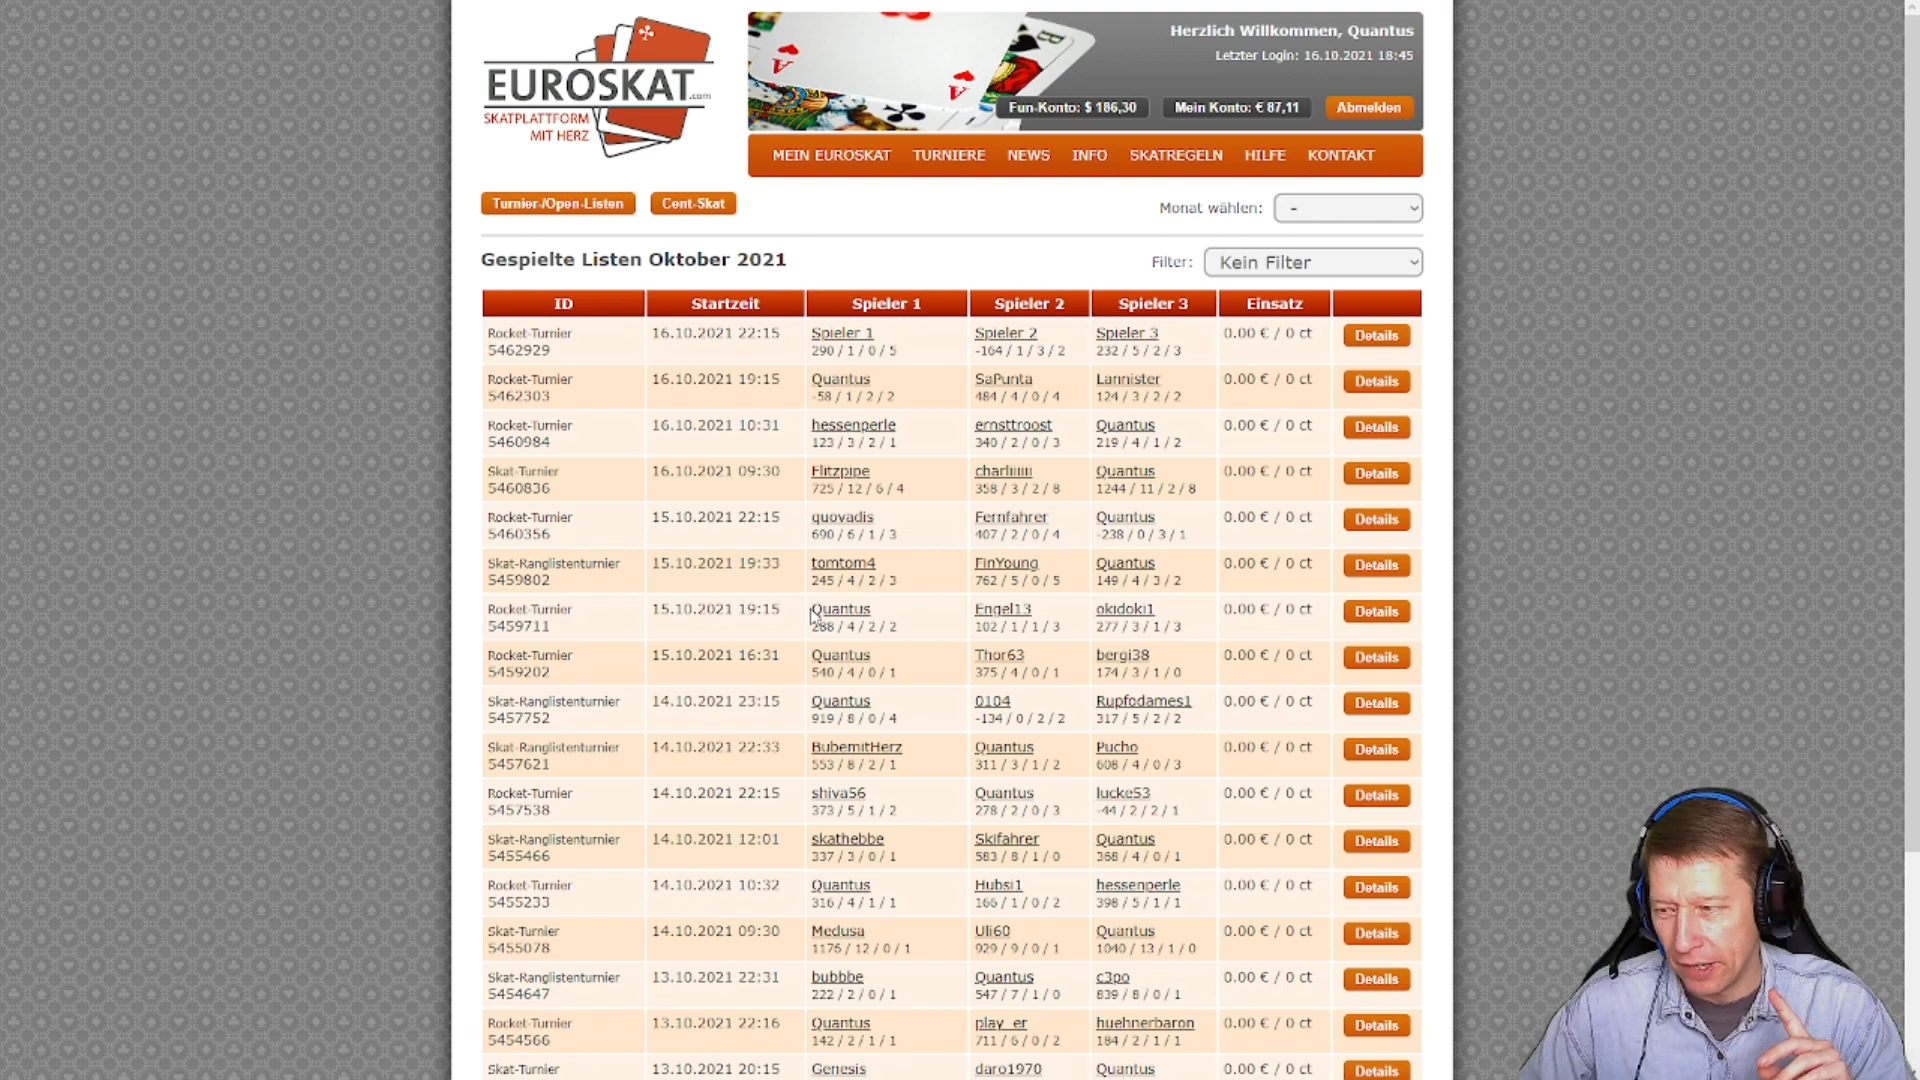 EUROSKAT.com
SKATPLATTFORM
MIT HERZ
Herzlich Willkommen, Quantus
Letzter Login: 16.10.2021 18:45
Fun-Konto: $ 186,30 Mein Konto: € 87,11 Abmelden
MEIN EUROSKAT TURNIERE NEWS INFO SKATREGELN HILFE KONTAKT
Turnier-/Open-Listen Cent-Skat Monat wählen: -
Gespielte Listen Oktober 2021 Filter: Kein Filter
ID Startzeit Spieler 1 Spieler 2 Spieler 3 Einsatz
Rocket-Turnier 16.10.2021 22:15 Spieler 1 Spieler 2 Spieler 3 0.00 € / 0 ct Details
5462929 290 / 1 / 0 / 5 -164 / 1 / 3 / 2 232 / 5 / 2 / 3
Rocket-Turnier 16.10.2021 19:15 Quantus SaPunta Lannister 0.00 € / 0 ct Details
5462303 -58 / 1 / 2 / 2 484 / 4 / 0 / 4 124 / 3 / 2 / 2
Rocket-Turnier 16.10.2021 10:31 hessenperle ernsttroost Quantus 0.00 € / 0 ct Details
5460984 123 / 3 / 2 / 1 340 / 2 / 0 / 3 219 / 4 / 1 / 2
Skat-Turnier 16.10.2021 09:30 Flitzpipe Quantus 0.00 € / 0 ct Details
5460836 725 / 12 / 6 / 4 358 / 3 / 2 / 8 1244 / 11 / 2 / 8
Rocket-Turnier 15.10.2021 22:15 quovadis Fernfahrer Quantus 0.00 € / 0 ct Details
5460356 690 / 6 / 1 / 3 407 / 2 / 0 / 4 -238 / 0 / 3 / 1
Skat-Ranglistenturnier 15.10.2021 19:33 tomtom4 FinYoung Quantus 0.00 € / 0 ct Details
5459802 245 / 4 / 2 / 3 762 / 5 / 0 / 5 149 / 4 / 3 / 2
Rocket-Turnier 15.10.2021 19:15 Quantus Engel13 okidoki1 0.00 € / 0 ct Details
5459711 288 / 4 / 2 / 2 102 / 1 / 1 / 3 277 / 3 / 1 / 3
Rocket-Turnier 15.10.2021 16:31 Quantus Thor63 bergi38 0.00 € / 0 ct Details
5459202 540 / 4 / 0 / 1 375 / 4 / 0 / 1 174 / 3 / 1 / 0
Skat-Ranglistenturnier 14.10.2021 23:15 Quantus 0104 Rupfodames1 0.00 € / 0 ct Details
5457752 919 / 8 / 0 / 4 -134 / 0 / 2 / 2 317 / 5 / 2 / 2
Skat-Ranglistenturnier 14.10.2021 22:33 BubemitHerz Quantus Pucho 0.00 € / 0 ct Details
5457621 553 / 8 / 2 / 1 311 / 3 / 1 / 2 608 / 4 / 0 / 3
Rocket-Turnier 14.10.2021 22:15 shiva56 Quantus lucke53 0.00 € / 0 ct Details
5457538 373 / 5 / 1 / 2 278 / 2 / 0 / 3 -44 / 2 / 2 / 1
Skat-Ranglistenturnier 14.10.2021 12:01 skathebbe Skifahrer Quantus 0.00 € / 0 ct Details
5455466 337 / 3 / 0 / 1 583 / 8 / 1 / 0 368 / 4 / 0 / 1
Rocket-Turnier 14.10.2021 10:32 Quantus Hubsi1 hessenperle 0.00 € / 0 ct Details
5455233 316 / 4 / 1 / 1 166 / 1 / 0 / 2 398 / 5 / 1 / 1
Skat-Turnier 14.10.2021 09:30 Medusa Uli60 Quantus 0.00 € / 0 ct Details
5455078 1176 / 12 / 0 / 1 929 / 9 / 0 / 1 1040 / 13 / 1 / 0
Skat-Ranglistenturnier 13.10.2021 22:31 bubbbe Quantus c3po 0.00 € / 0 ct Details
5454647 222 / 2 / 0 / 1 547 / 7 / 1 / 0 839 / 8 / 0 / 1
Rocket-Turnier 13.10.2021 22:16 Quantus play_er huehnerbaron 0.00 € / 0 ct Details
5454566 142 / 2 / 1 / 1 711 / 6 / 0 / 2 184 / 2 / 1 / 1
Skat-Turnier 13.10.2021 20:15 Genesis daro1970 Quantus 0.00 € / 0 ct Details